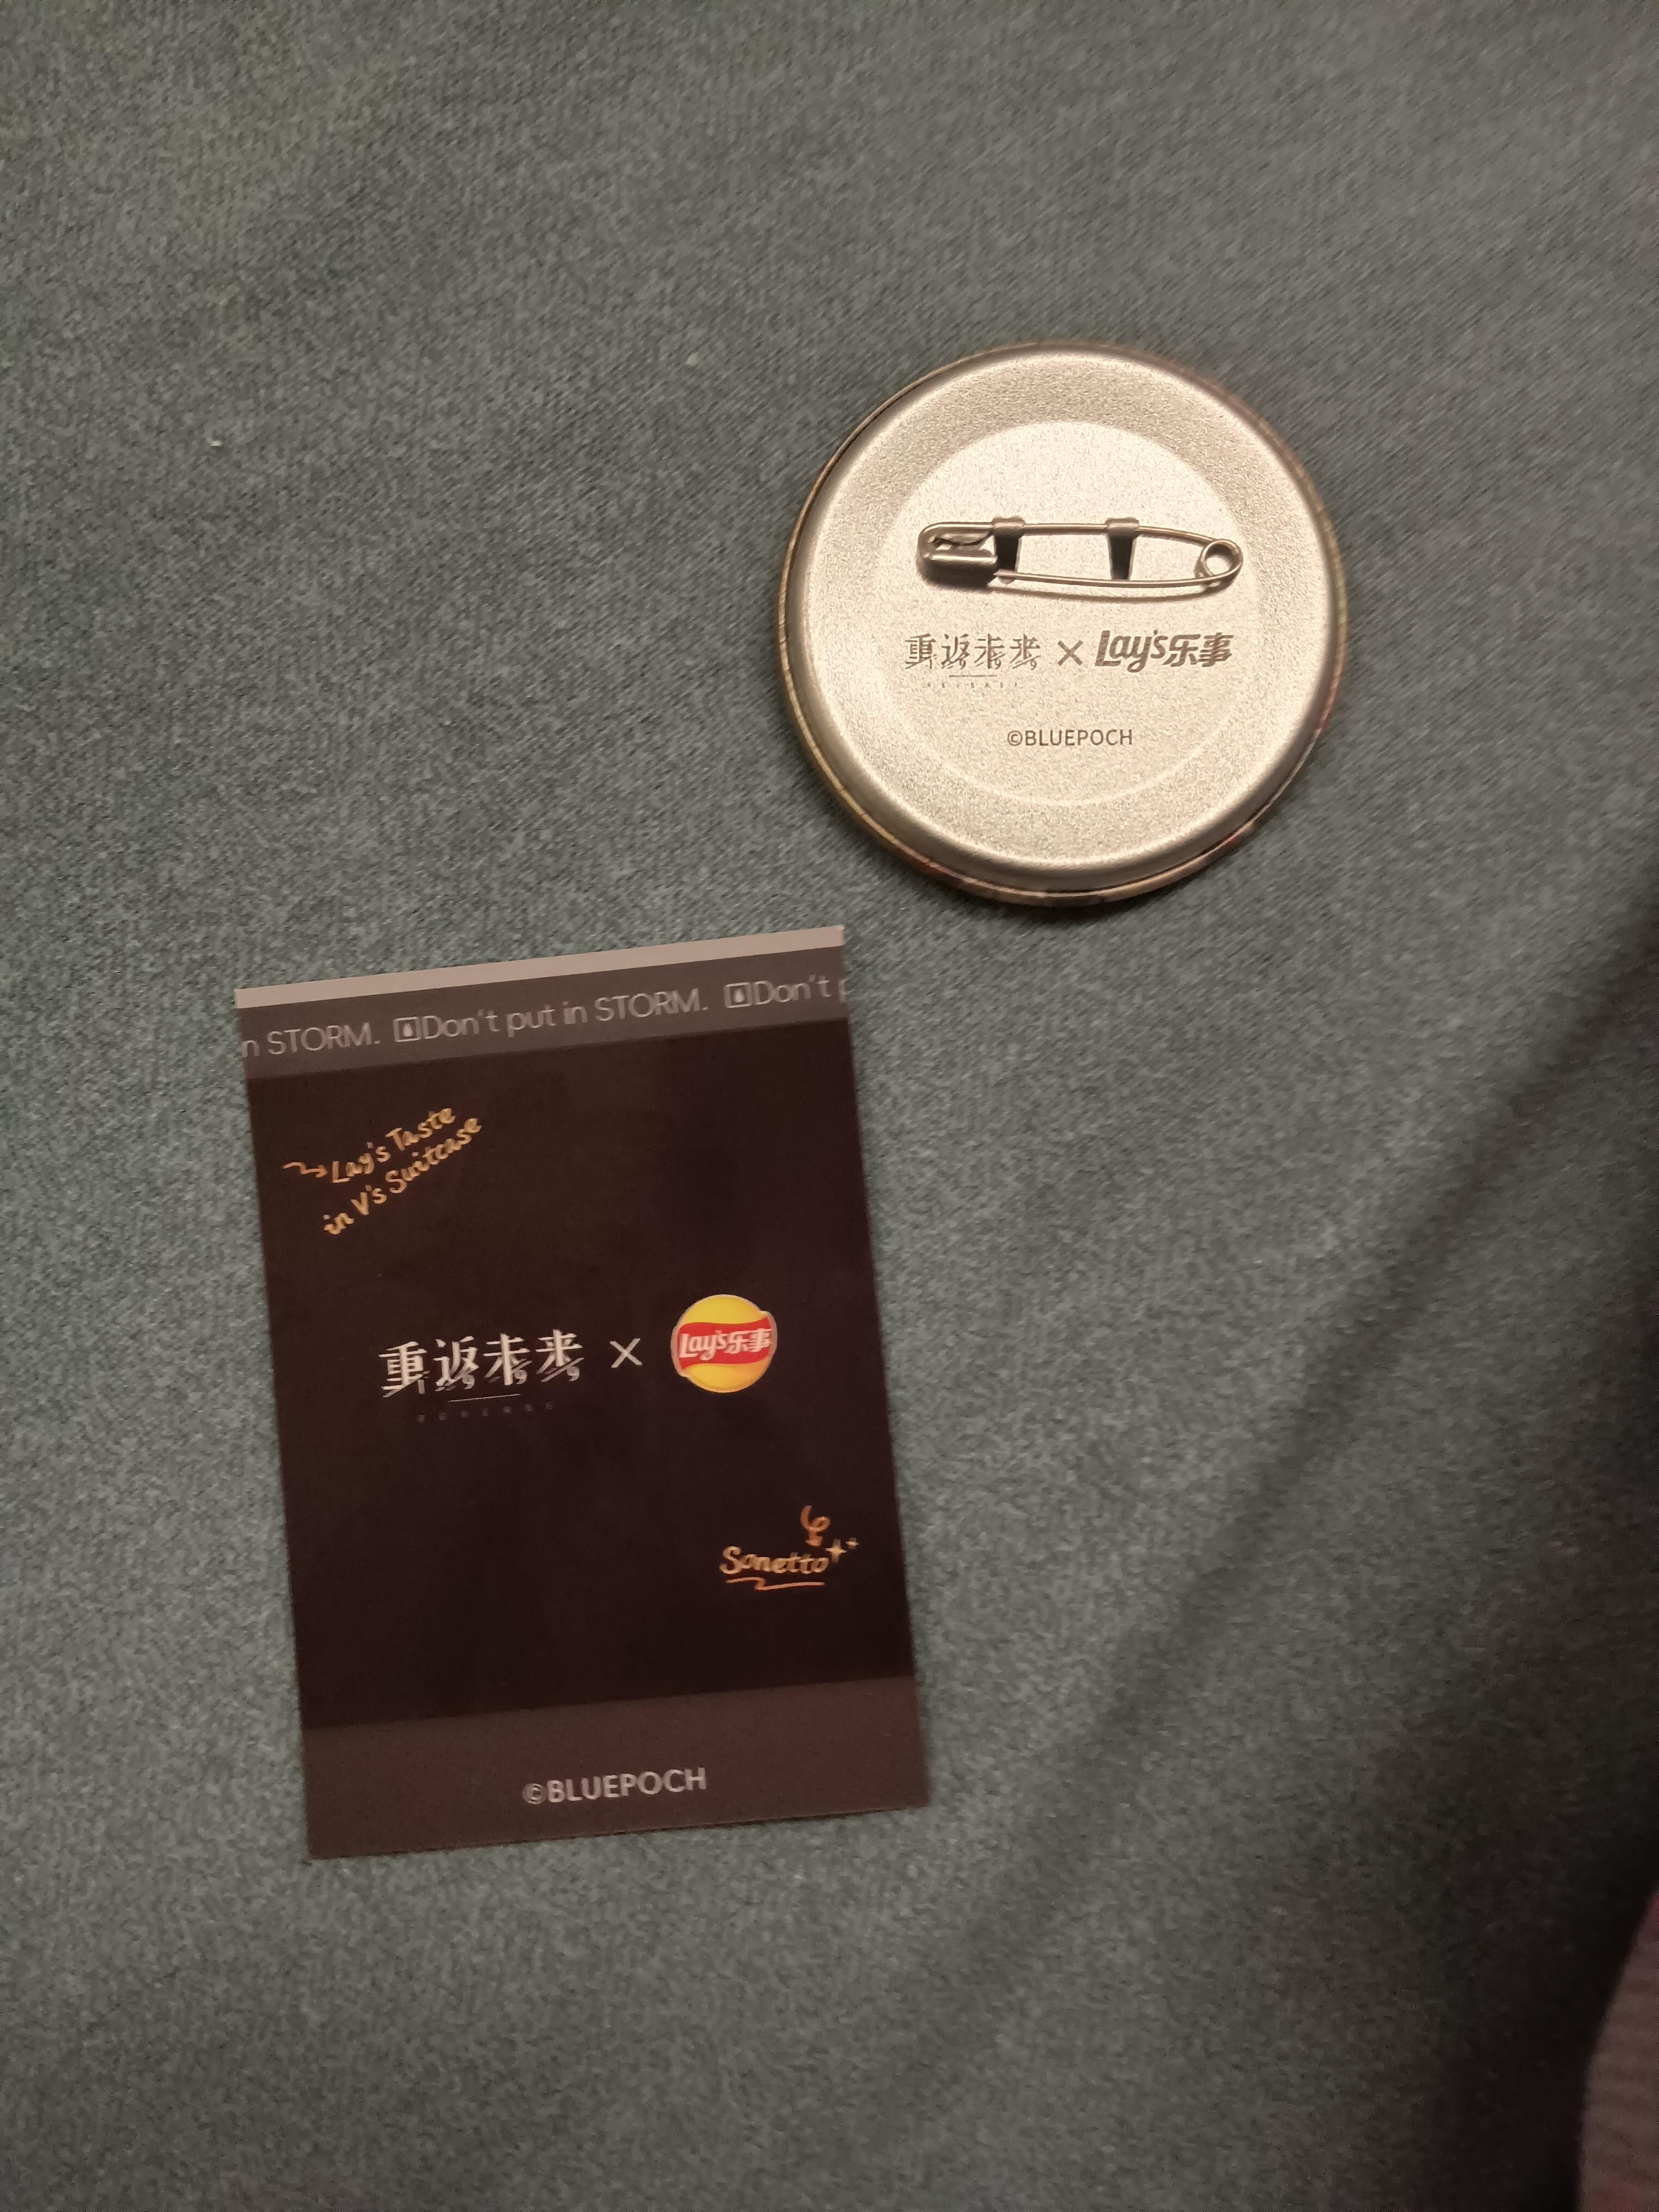 重返未来 × Lay's乐事
©BLUEPOCH
n STORM. Don't put in STORM. Don't p
Lay's Taste
in V's Suitcase
重返未来 × Lay's乐事
Sonetto
©BLUEPOCH